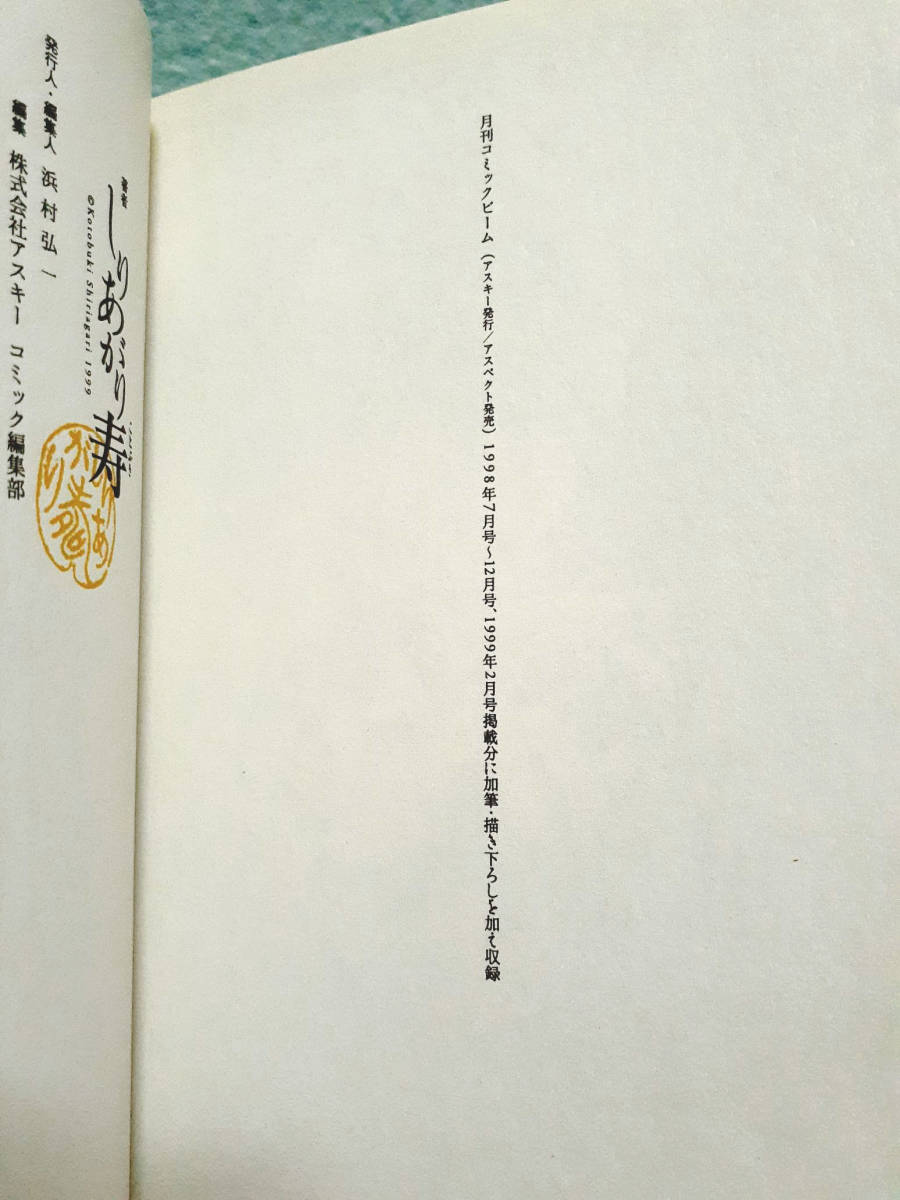 月刊コミックビーム（アスキー発行／アスペクト発売）1998年7月号〜12月号、1999年2月号掲載分に加筆・描き下ろしを加え収録
著者
しりあがり寿
©Kotobuki Shiriagari 1999
発行人・編集人 浜村弘一
編集 株式会社アスキー コミック編集部